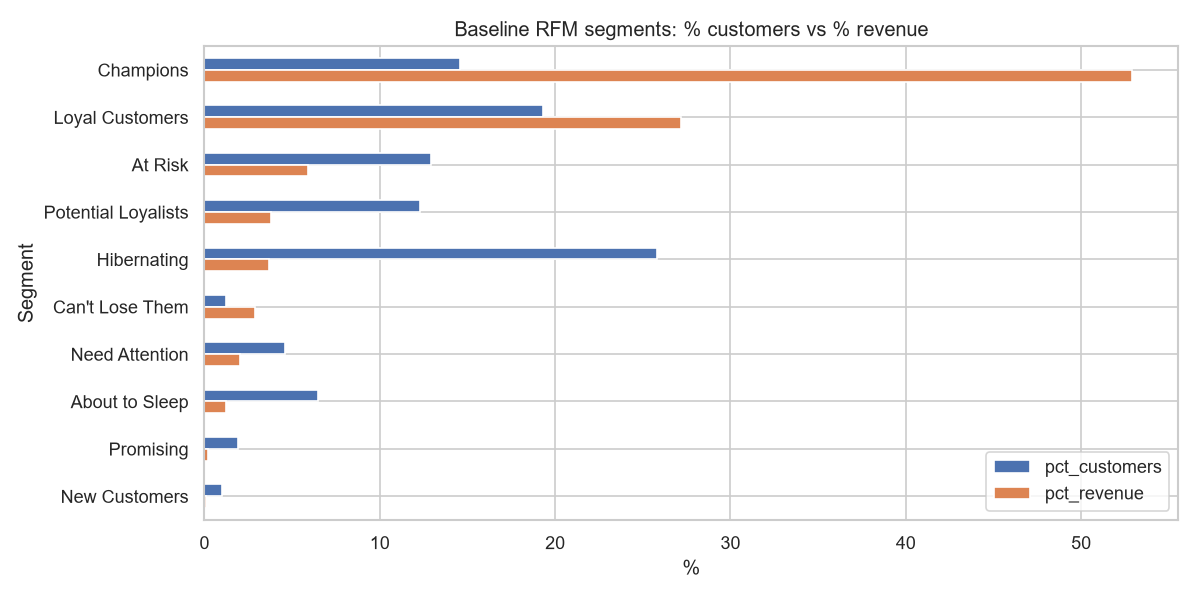 Baseline RFM segments: % customers vs % revenue
Segment
Champions
Loyal Customers
At Risk
Potential Loyalists
Hibernating
Can't Lose Them
Need Attention
About to Sleep
Promising
New Customers
pct_customers
pct_revenue
0 10 20 30 40 50
%